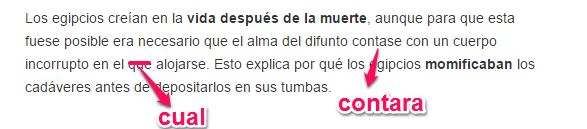 Los egipcios creían en la vida después de la muerte, aunque para que esta
fuese posible era necesario que el alma del difunto contase con un cuerpo
incorrupto en el que alojarse. Esto explica por qué los egipcios momificaban los
cadáveres antes de depositarlos en sus tumbas.
cual
contara